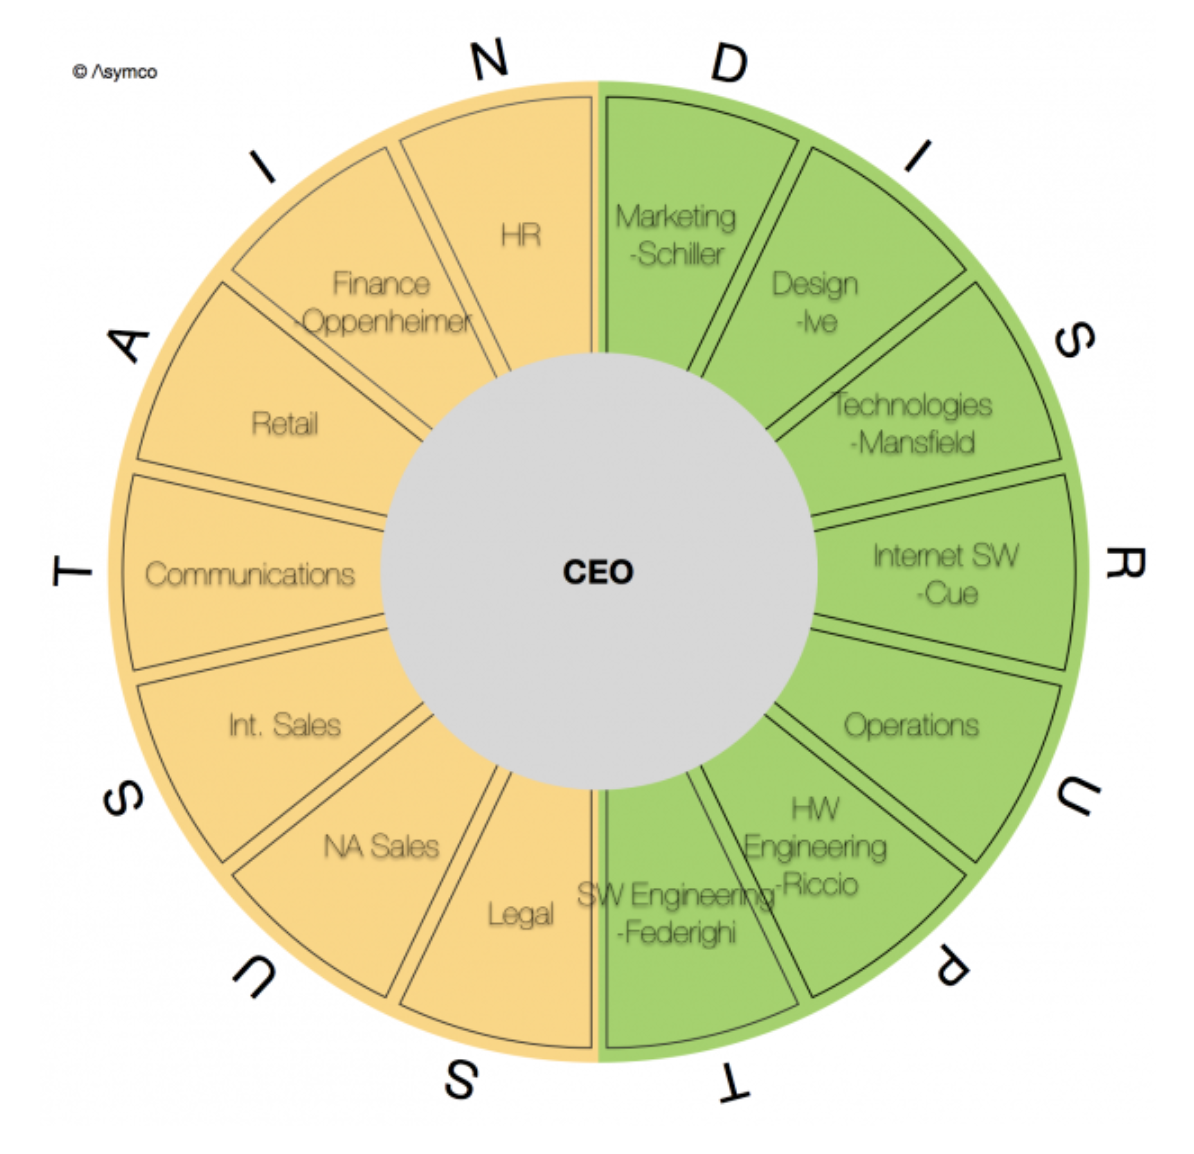 © Λsymco
D I S R U P T
S U S T A I N
Marketing
-Schiller
Design
-Ive
Technologies
-Mansfield
Internet SW
-Cue
Operations
HW
Engineering
-Riccio
SW Engineering
-Federighi
Legal
NA Sales
Int. Sales
Communications
Retail
Finance
-Oppenheimer
HR
CEO